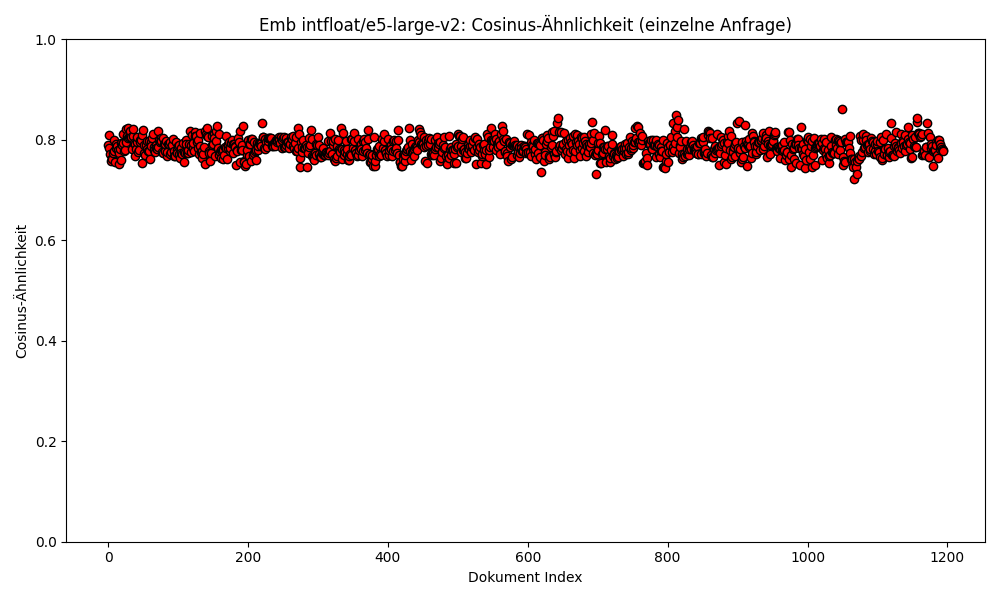 Emb intfloat/e5-large-v2: Cosinus-Ähnlichkeit (einzelne Anfrage)
1.0
0.8
0.6
0.4
0.2
0.0
Cosinus-Ähnlichkeit
0 200 400 600 800 1000 1200
Dokument Index